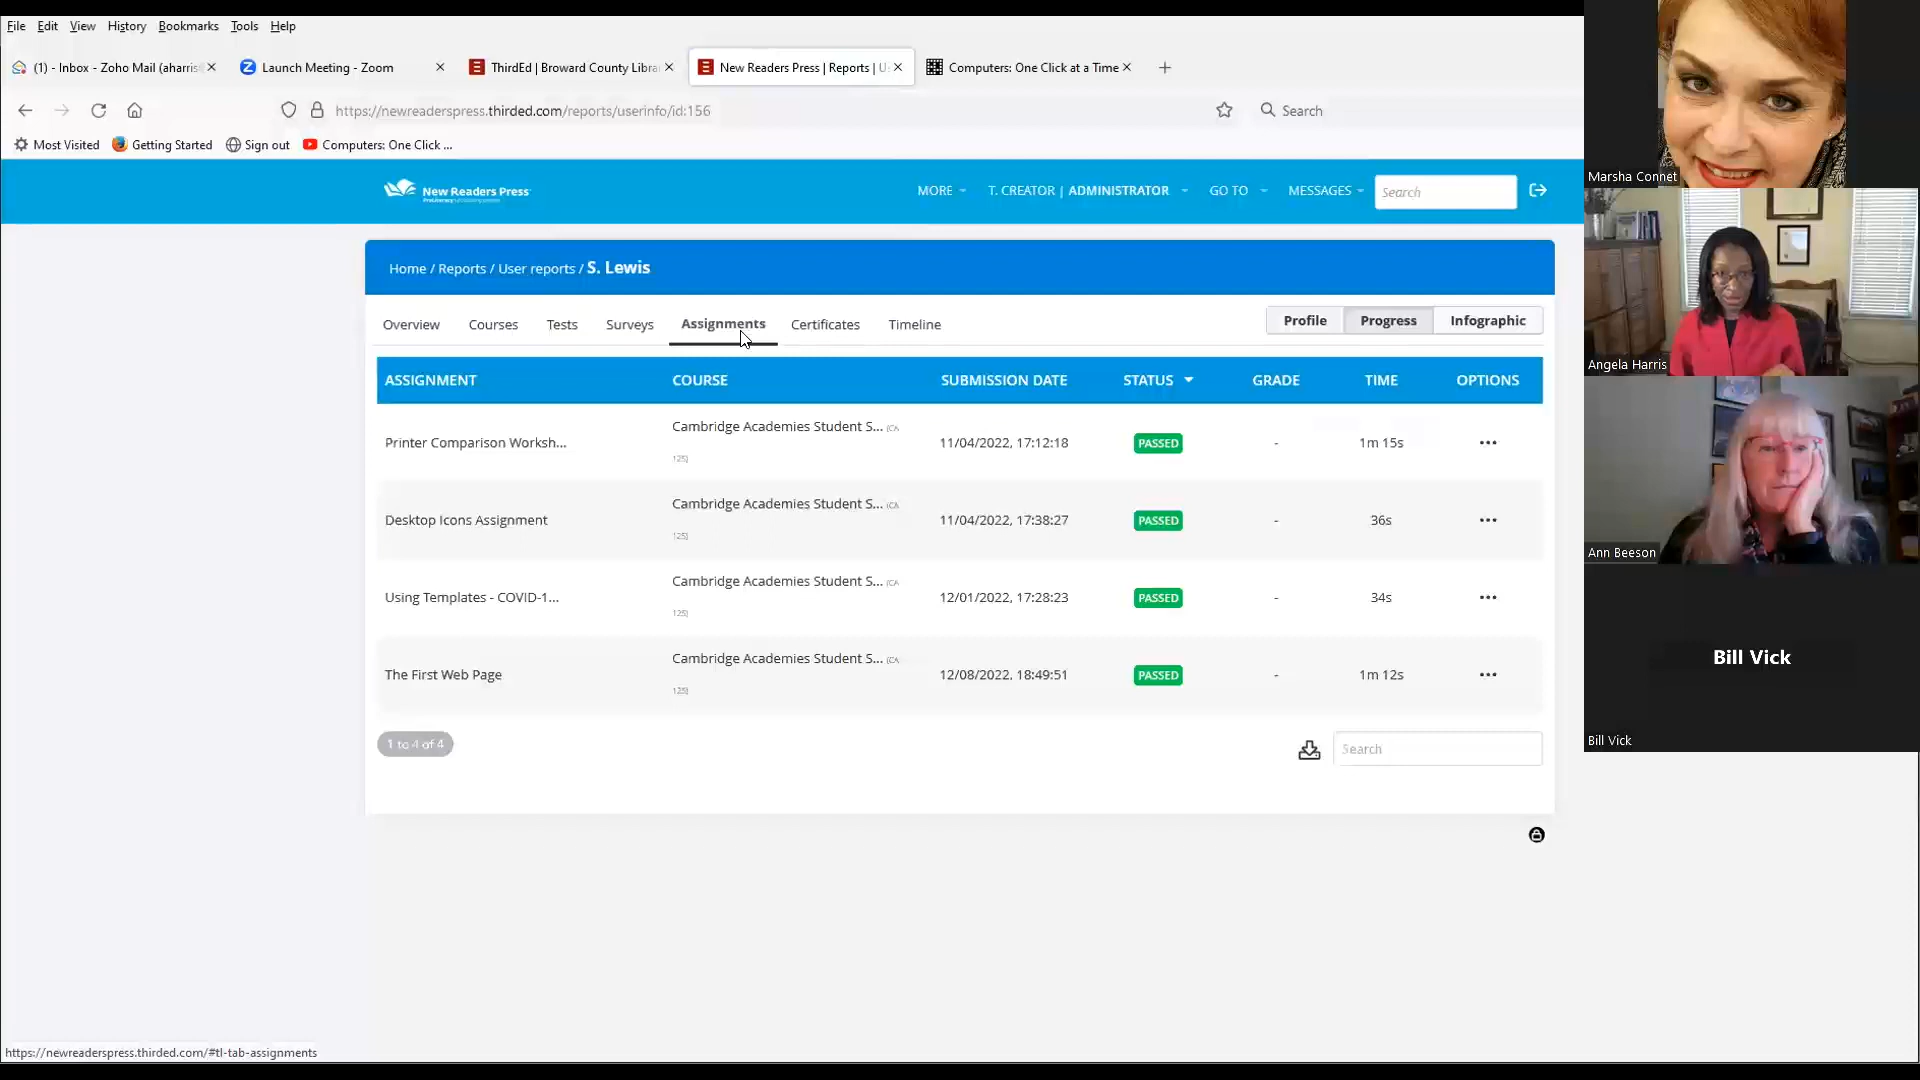 File Edit View History Bookmarks Tools Help
(1) - Inbox - Zoho Mail (aharris
Launch Meeting - Zoom
ThirdEd | Broward County Libra
New Readers Press | Reports | U
Computers: One Click at a Time
https://newreaderspress.thirded.com/reports/userinfo/id:156
Search
Most Visited Getting Started Sign out Computers: One Click ...
New Readers Press
MORE T. CREATOR | ADMINISTRATOR GO TO MESSAGES Search
Home / Reports / User reports / S. Lewis
Overview Courses Tests Surveys Assignments Certificates Timeline
Profile Progress Infographic
ASSIGNMENT COURSE SUBMISSION DATE STATUS GRADE TIME OPTIONS
Printer Comparison Worksh... Cambridge Academies Student S... (CA 125) 11/04/2022, 17:12:18 PASSED - 1m 15s ...
Desktop Icons Assignment Cambridge Academies Student S... (CA 125) 11/04/2022, 17:38:27 PASSED - 36s ...
Using Templates - COVID-1... Cambridge Academies Student S... (CA 125) 12/01/2022, 17:28:23 PASSED - 34s ...
The First Web Page Cambridge Academies Student S... (CA 125) 12/08/2022, 18:49:51 PASSED - 1m 12s ...
1 to 4 of 4
Search
https://newreaderspress.thirded.com/#tl-tab-assignments
Marsha Connet
Angela Harris
Ann Beeson
Bill Vick
Bill Vick